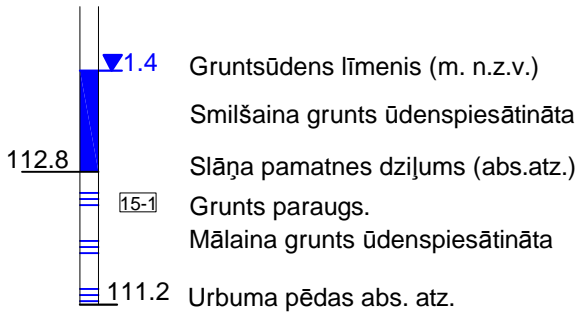 1.4 Gruntsūdens līmenis (m. n.z.v.)
Smilšaina grunts ūdenspiesātināta
112.8 Slāņa pamatnes dziļums (abs.atz.)
15-1 Grunts paraugs.
Mālaina grunts ūdenspiesātināta
111.2 Urbuma pēdas abs. atz.